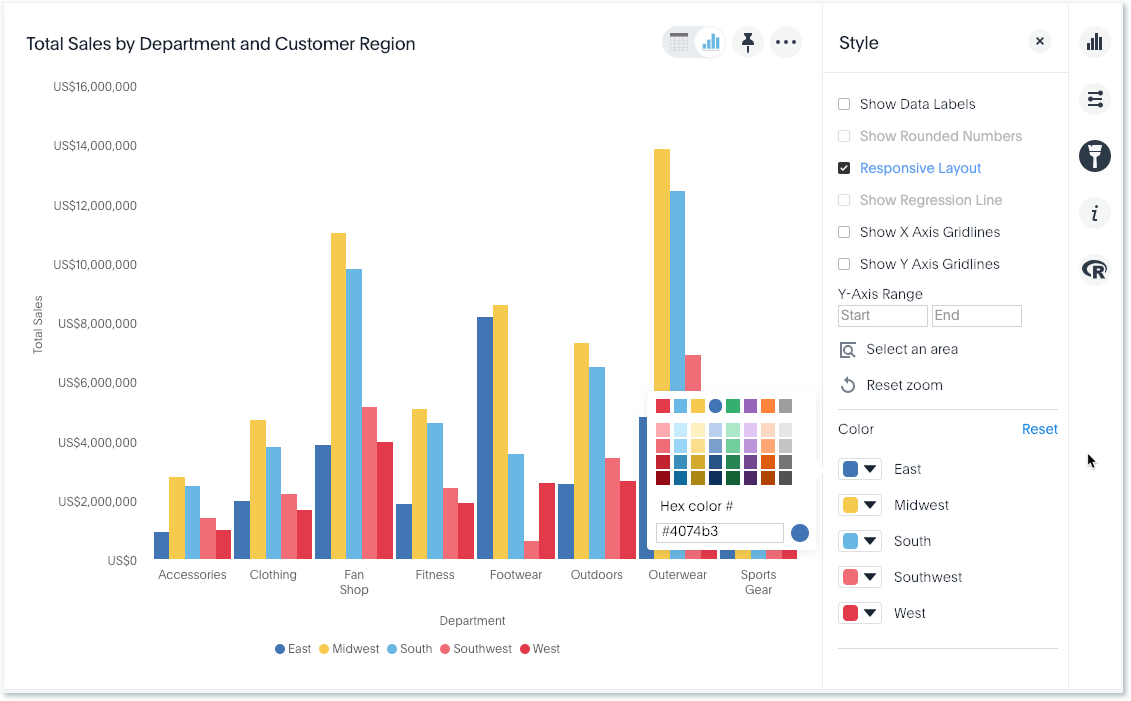 Total Sales by Department and Customer Region
US$16,000,000
US$14,000,000
US$12,000,000
US$10,000,000
US$8,000,000
US$6,000,000
US$4,000,000
US$2,000,000
US$0
Total Sales
Accessories
Clothing
Fan
Shop
Fitness
Footwear
Outdoors
Outerwear
Sports
Gear
Department
East Midwest South Southwest West
Hex color #
#4074b3
Style
Show Data Labels
Show Rounded Numbers
Responsive Layout
Show Regression Line
Show X Axis Gridlines
Show Y Axis Gridlines
Y-Axis Range
Start End
Select an area
Reset zoom
Color Reset
East
Midwest
South
Southwest
West
i
R